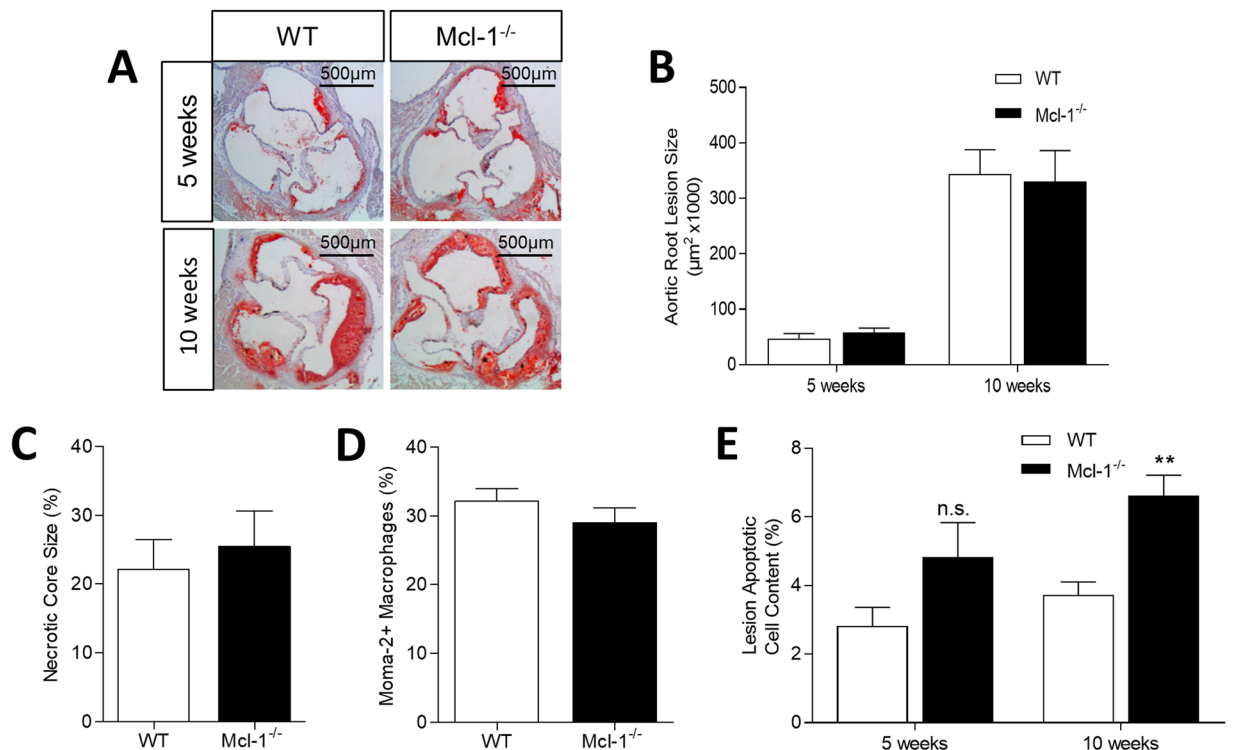 A
WT
Mcl-1-/-
5 weeks
500µm
500µm
10 weeks
500µm
500µm
B
WT
Mcl-1-/-
Aortic Root Lesion Size
(µm2 x1000)
500
400
300
200
100
0
5 weeks
10 weeks
C
Necrotic Core Size (%)
40
30
20
10
0
WT
Mcl-1-/-
D
Moma-2+ Macrophages (%)
40
30
20
10
0
WT
Mcl-1-/-
E
WT
Mcl-1-/-
Lesion Apoptotic
Cell Content (%)
8
6
4
2
0
n.s.
**
5 weeks
10 weeks